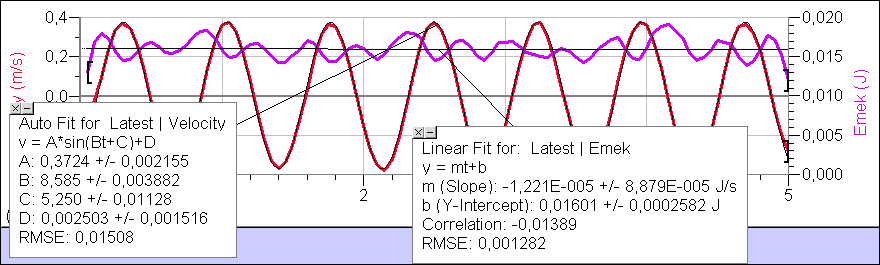 0,4
0,2
0,0
y (m/s)
0,020
0,015
0,010
0,005
0,000
Emek (J)
2
5
Auto Fit for Latest | Velocity
v = A*sin(Bt+C)+D
A: 0,3724 +/- 0,002155
B: 8,585 +/- 0,003882
C: 5,250 +/- 0,01128
D: 0,002503 +/- 0,001516
RMSE: 0,01508
Linear Fit for: Latest | Emek
y = mt+b
m (Slope): -1,221E-005 +/- 8,879E-005 J/s
b (Y-Intercept): 0,01601 +/- 0,0002582 J
Correlation: -0,01389
RMSE: 0,001282